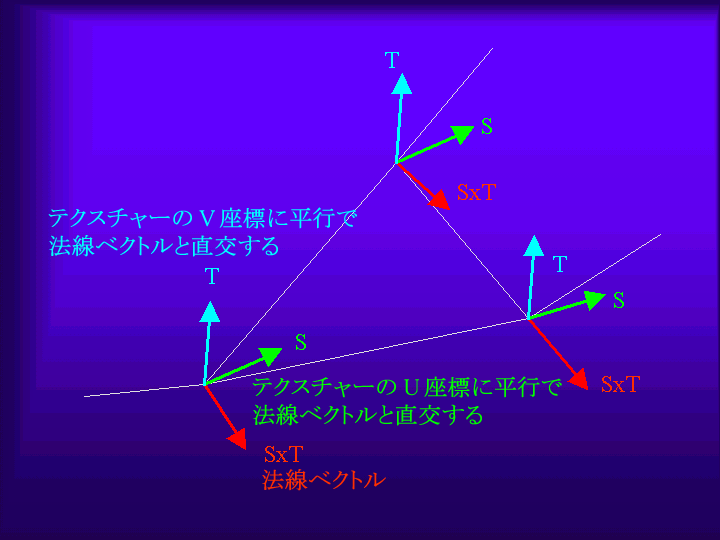 T
S
SxT
テクスチャーのV座標に平行で
法線ベクトルと直交する
T
T
S
S
テクスチャーのU座標に平行で
法線ベクトルと直交する
SxT
SxT
法線ベクトル